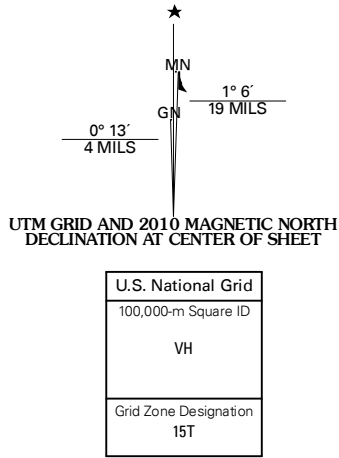 MN
1° 6´
19 MILS
GN
0° 13´
4 MILS
UTM GRID AND 2010 MAGNETIC NORTH
DECLINATION AT CENTER OF SHEET
U.S. National Grid
100,000-m Square ID
VH
Grid Zone Designation
15T